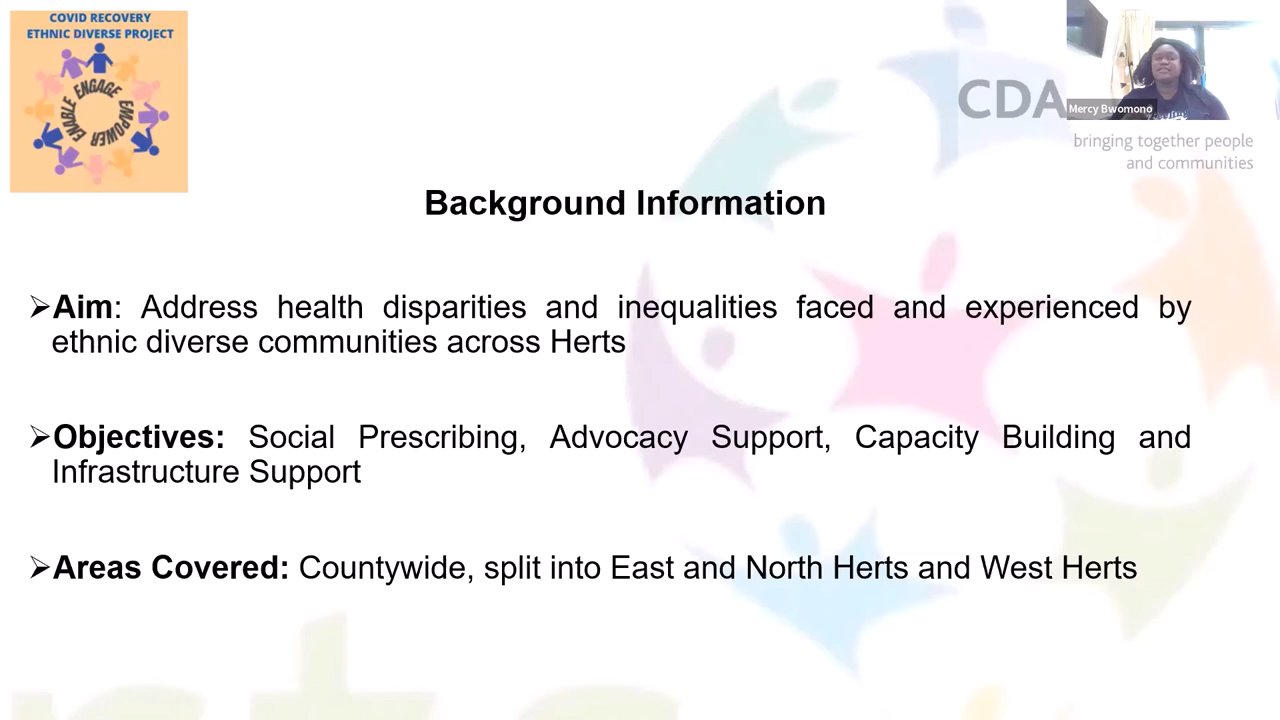 COVID RECOVERY
ETHNIC DIVERSE PROJECT
ENABLE ENGAGE EMPOWER
CDA
Mercy Bwomono
bringing together people
and communities
Background Information
➢Aim: Address health disparities and inequalities faced and experienced by
ethnic diverse communities across Herts
➢Objectives: Social Prescribing, Advocacy Support, Capacity Building and
Infrastructure Support
➢Areas Covered: Countywide, split into East and North Herts and West Herts